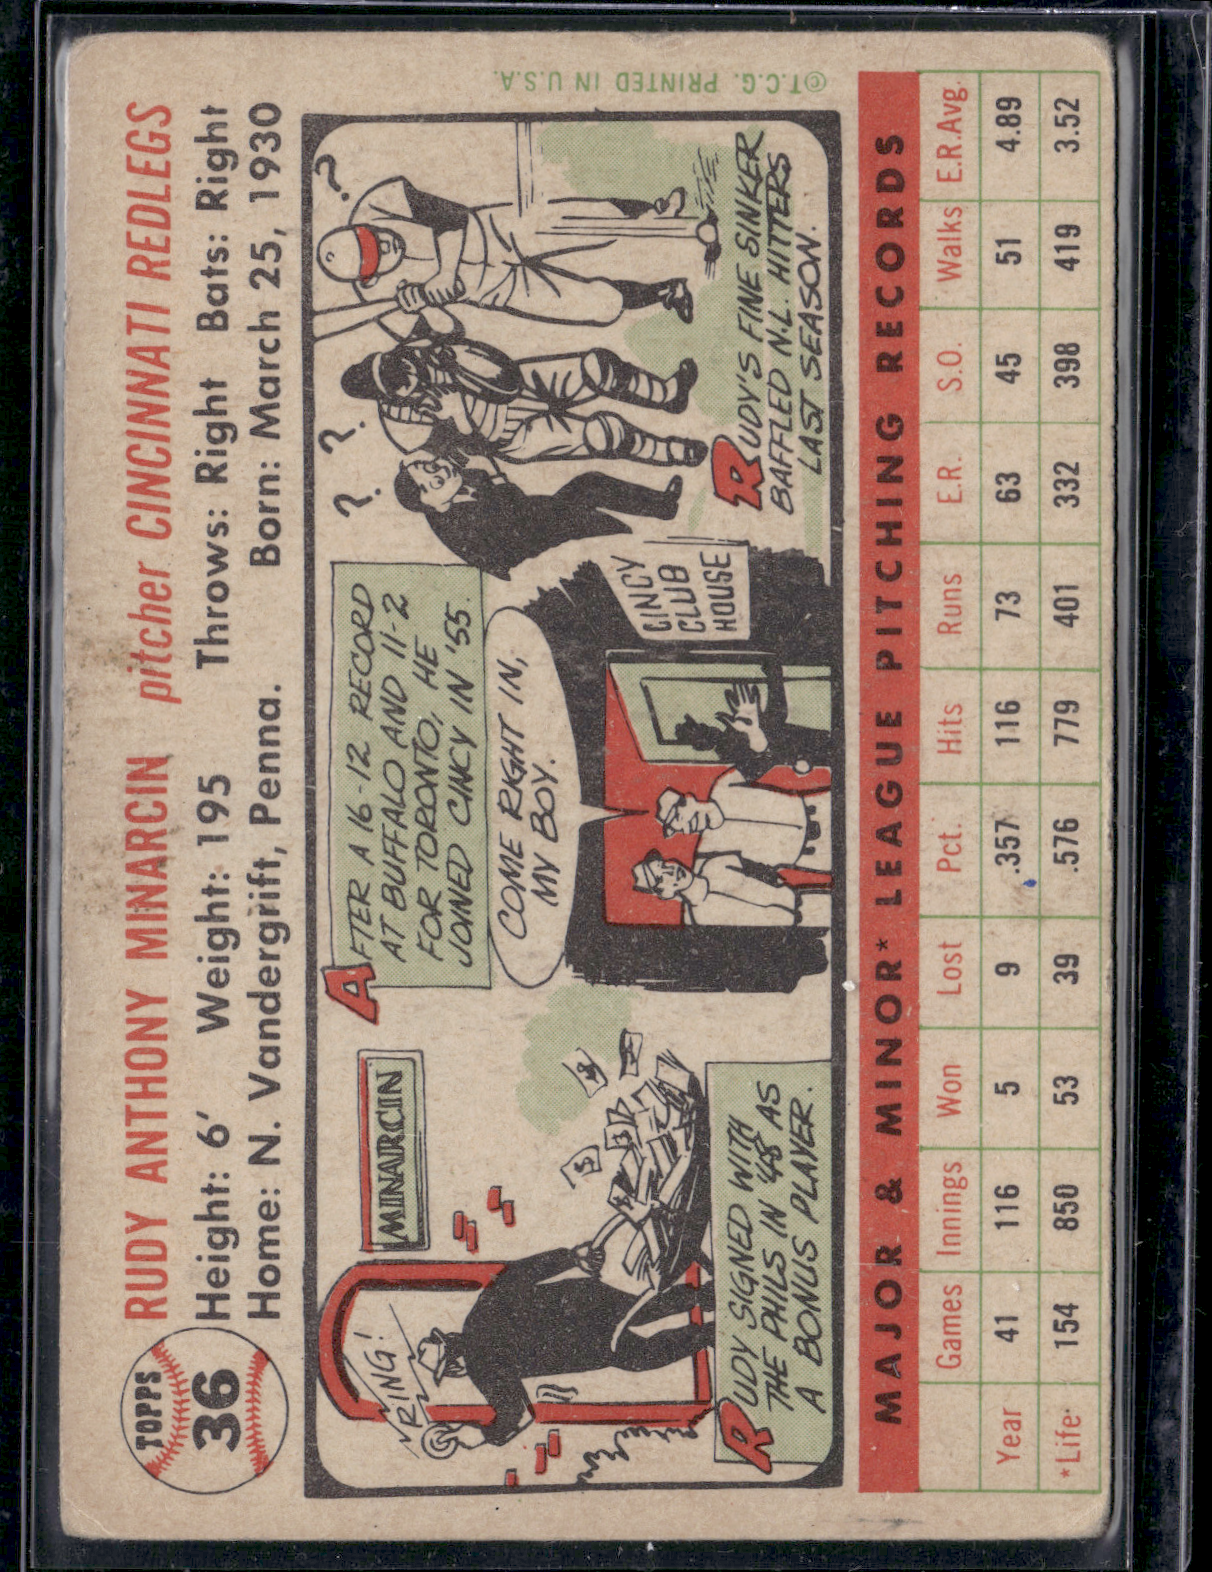 TOPPS
36
RUDY ANTHONY MINARCIN pitcher CINCINNATI REDLEGS
Height: 6' Weight: 195 Throws: Right Bats: Right
Home: N. Vandergrift, Penna. Born: March 25, 1930
RING!
MINARCIN
RUDY SIGNED WITH
THE PHILS IN '48 AS
A BONUS PLAYER.
AFTER A 16-12 RECORD
AT BUFFALO AND 11-2
FOR TORONTO, HE
JOINED CINCY IN '55.
COME RIGHT IN,
MY BOY.
CINCY
CLUB
HOUSE
? ? ?
RUDY'S FINE SINKER
BAFFLED N.L. HITTERS
LAST SEASON.
©T.C.G. PRINTED IN U.S.A.
MAJOR & MINOR* LEAGUE PITCHING RECORDS
Games Innings Won Lost Pct. Hits Runs E.R. S.O. Walks E.R.Avg.
Year 41 116 5 9 .357 116 73 63 45 51 4.89
*Life 154 850 53 39 .576 779 401 332 398 419 3.52